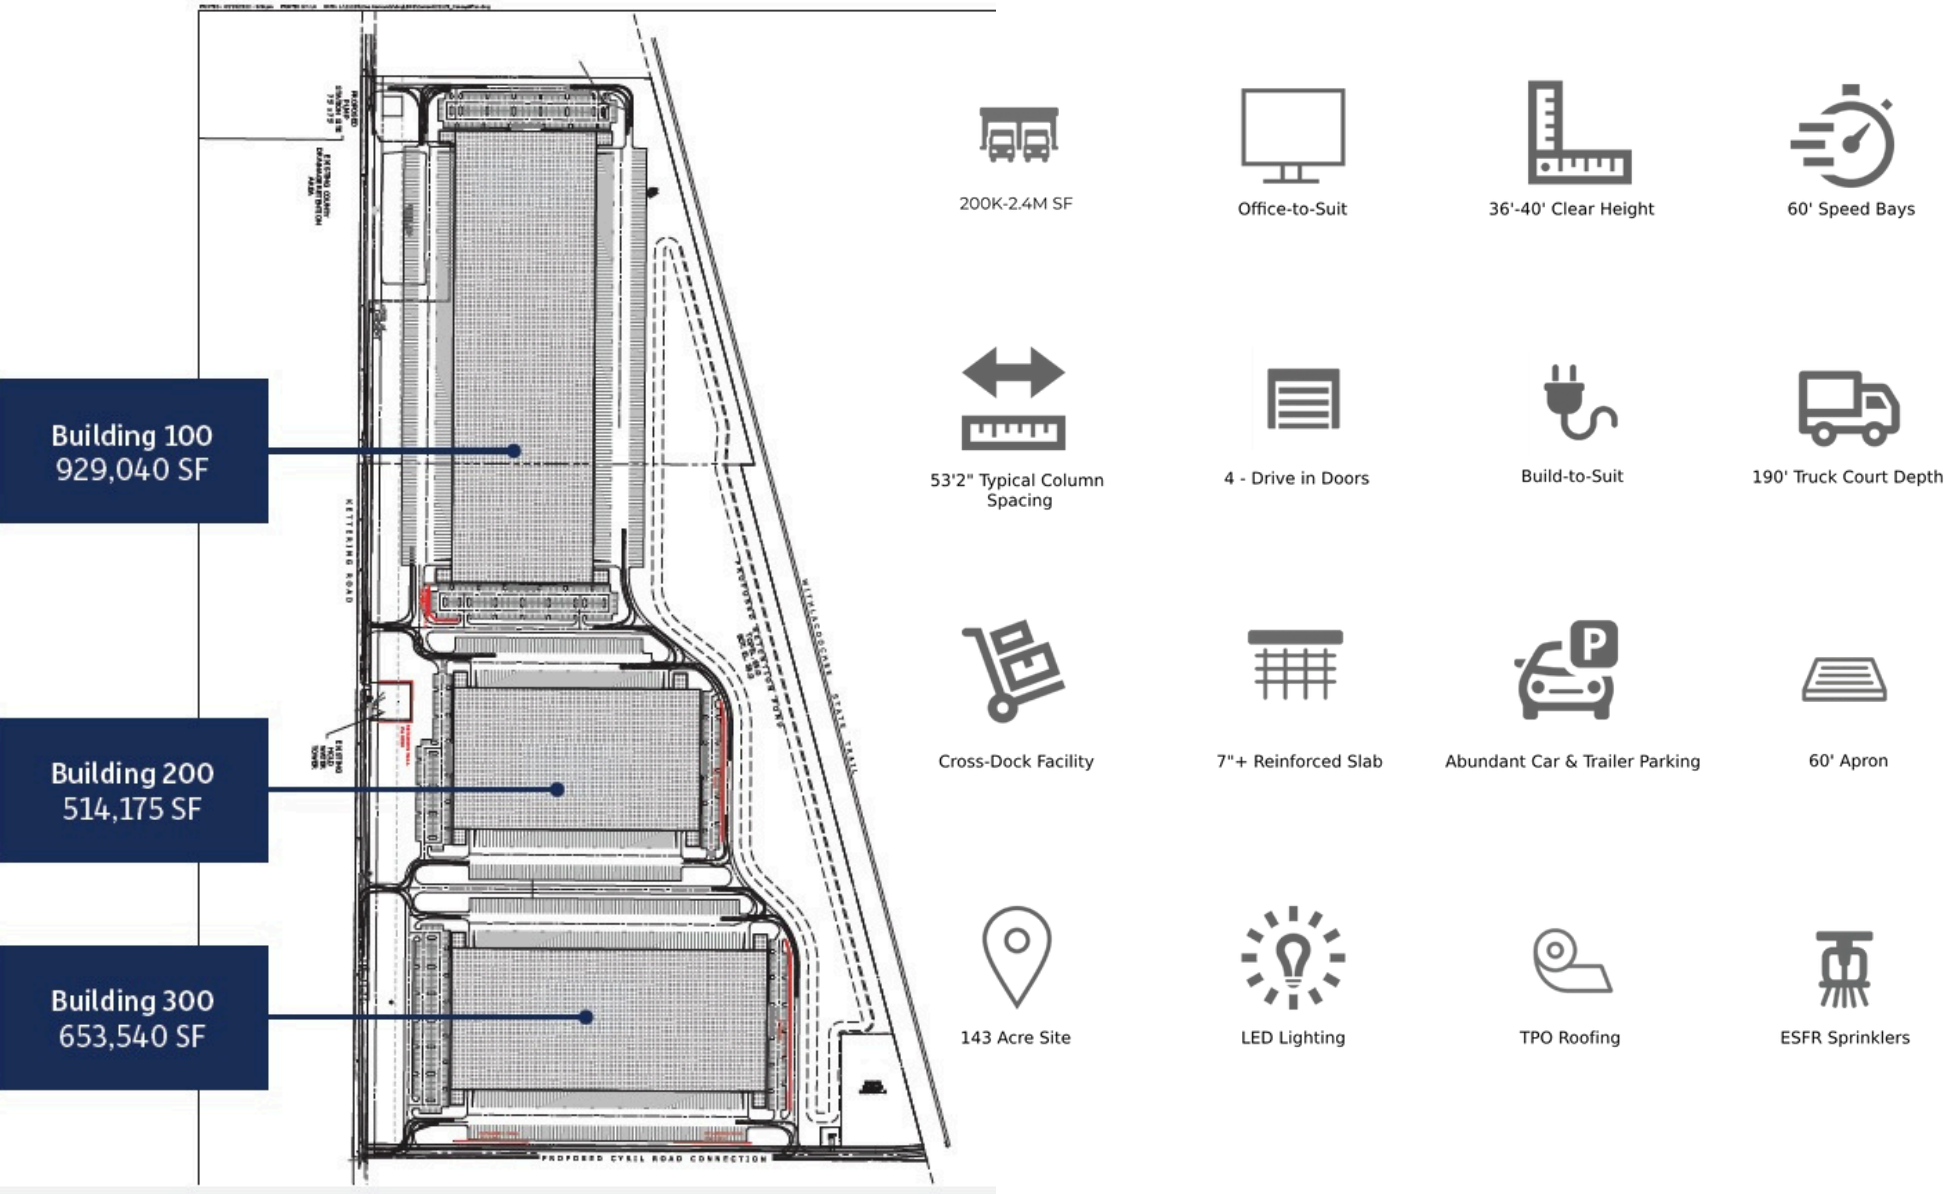 Building 100
929,040 SF
Building 200
514,175 SF
Building 300
653,540 SF
KETTERING ROAD
WITHLACOOCHEE STATE TRAIL
PROPOSED CYRIL ROAD CONNECTION
200K-2.4M SF
Office-to-Suit
36'-40' Clear Height
60' Speed Bays
53'2" Typical Column
Spacing
4 - Drive in Doors
Build-to-Suit
190' Truck Court Depth
Cross-Dock Facility
7"+ Reinforced Slab
Abundant Car & Trailer Parking
P
60' Apron
143 Acre Site
LED Lighting
TPO Roofing
ESFR Sprinklers